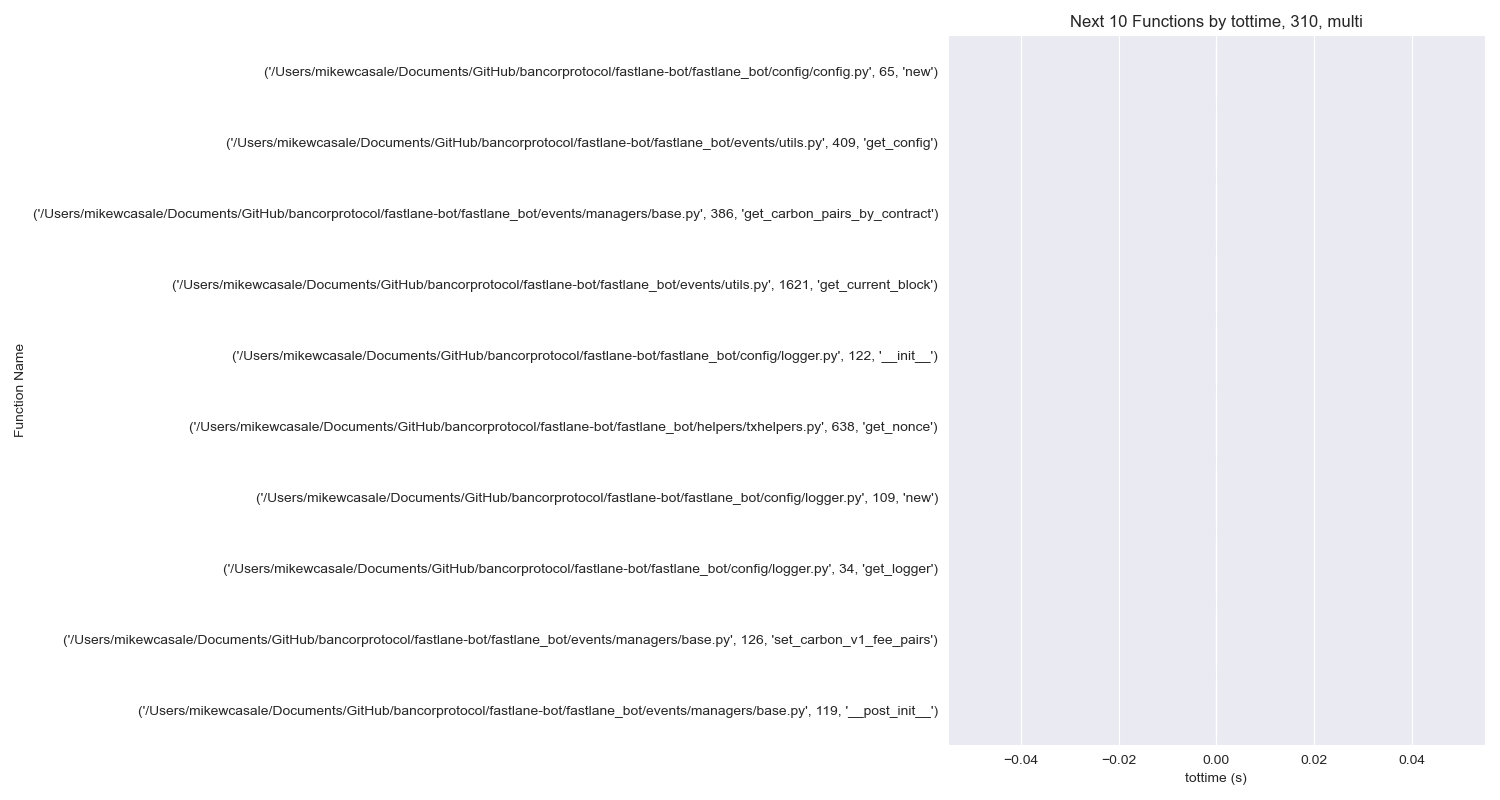 Next 10 Functions by tottime, 310, multi
('/Users/mikewcasale/Documents/GitHub/bancorprotocol/fastlane-bot/fastlane_bot/config/config.py', 65, 'new')
('/Users/mikewcasale/Documents/GitHub/bancorprotocol/fastlane-bot/fastlane_bot/events/utils.py', 409, 'get_config')
('/Users/mikewcasale/Documents/GitHub/bancorprotocol/fastlane-bot/fastlane_bot/events/managers/base.py', 386, 'get_carbon_pairs_by_contract')
('/Users/mikewcasale/Documents/GitHub/bancorprotocol/fastlane-bot/fastlane_bot/events/utils.py', 1621, 'get_current_block')
('/Users/mikewcasale/Documents/GitHub/bancorprotocol/fastlane-bot/fastlane_bot/config/logger.py', 122, '__init__')
('/Users/mikewcasale/Documents/GitHub/bancorprotocol/fastlane-bot/fastlane_bot/helpers/txhelpers.py', 638, 'get_nonce')
('/Users/mikewcasale/Documents/GitHub/bancorprotocol/fastlane-bot/fastlane_bot/config/logger.py', 109, 'new')
('/Users/mikewcasale/Documents/GitHub/bancorprotocol/fastlane-bot/fastlane_bot/config/logger.py', 34, 'get_logger')
('/Users/mikewcasale/Documents/GitHub/bancorprotocol/fastlane-bot/fastlane_bot/events/managers/base.py', 126, 'set_carbon_v1_fee_pairs')
('/Users/mikewcasale/Documents/GitHub/bancorprotocol/fastlane-bot/fastlane_bot/events/managers/base.py', 119, '__post_init__')
Function Name
−0.04 −0.02 0.00 0.02 0.04
tottime (s)